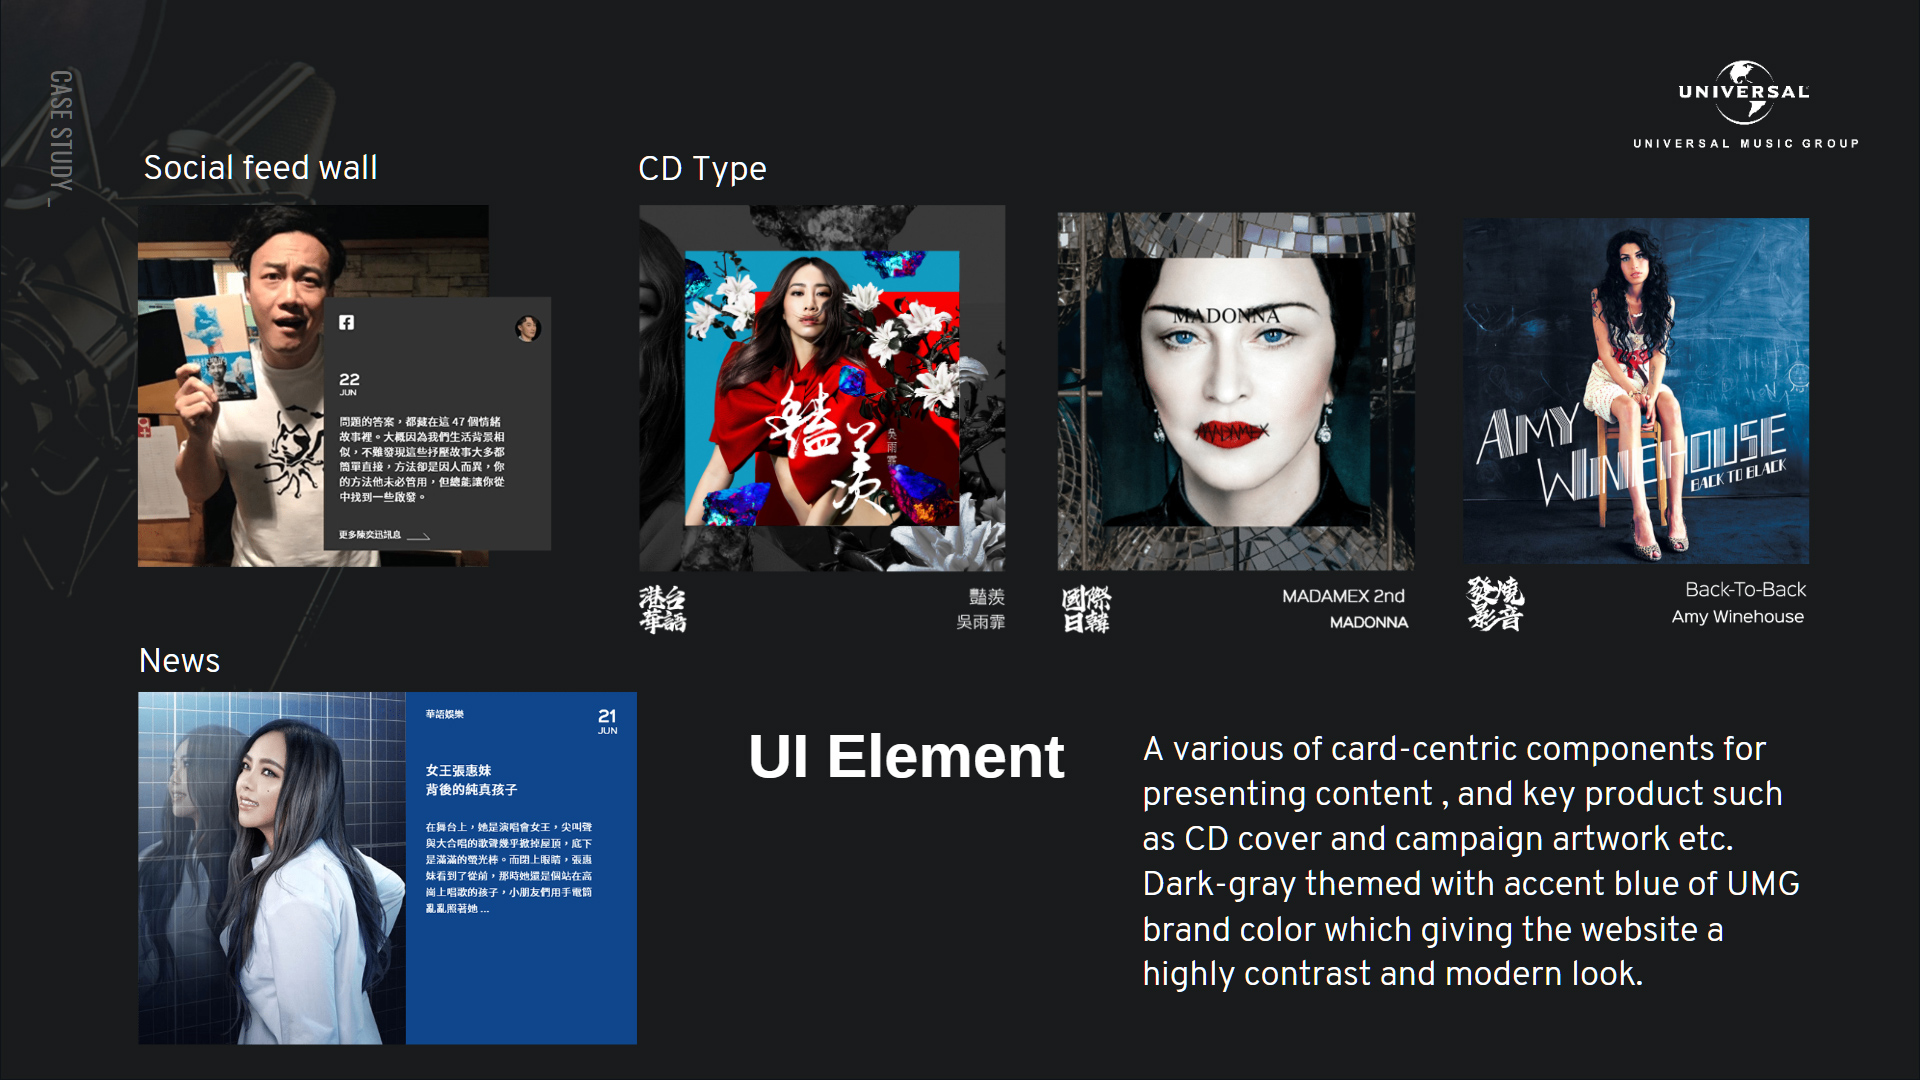 CASE STUDY –
UNIVERSAL
UNIVERSAL MUSIC GROUP
Social feed wall
22
JUN
問題的答案，都藏在這 47 個情緒
故事裡。大概因為我們生活背景相
似，不難發現這些抒壓故事大多都
簡單直接，方法卻是因人而異，你
的方法他未必管用，但總能讓你從
中找到一些啟發。
更多陳奕迅訊息
CD Type
豔羨
吳雨霏
港台
華語
豔羨
吳雨霏
MADONNA
MADAMEX
國際
日韓
MADAMEX 2nd
MADONNA
AMY
WINEHOUSE
BACK TO BLACK
發燒
影音
Back-To-Back
Amy Winehouse
News
華語娛樂
21
JUN
女王張惠妹
背後的純真孩子
在舞台上，她是演唱會女王，尖叫聲
與大合唱的歌聲幾乎掀掉屋頂，底下
是滿滿的螢光棒。而閉上眼睛，張惠
妹看到了從前，那時她還是個站在高
崗上唱歌的孩子，小朋友們用手電筒
亂亂照著她 ...
UI Element
A various of card-centric components for
presenting content , and key product such
as CD cover and campaign artwork etc.
Dark-gray themed with accent blue of UMG
brand color which giving the website a
highly contrast and modern look.